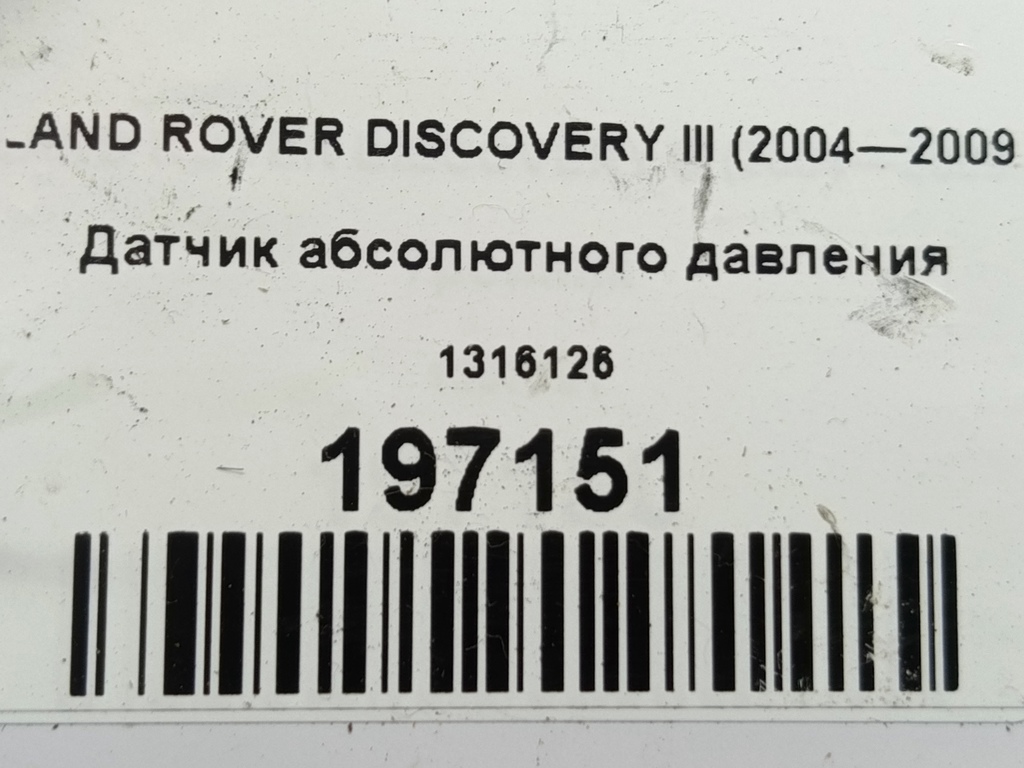 LAND ROVER DISCOVERY III (2004—2009
Датчик абсолютного давления
1316126
197151